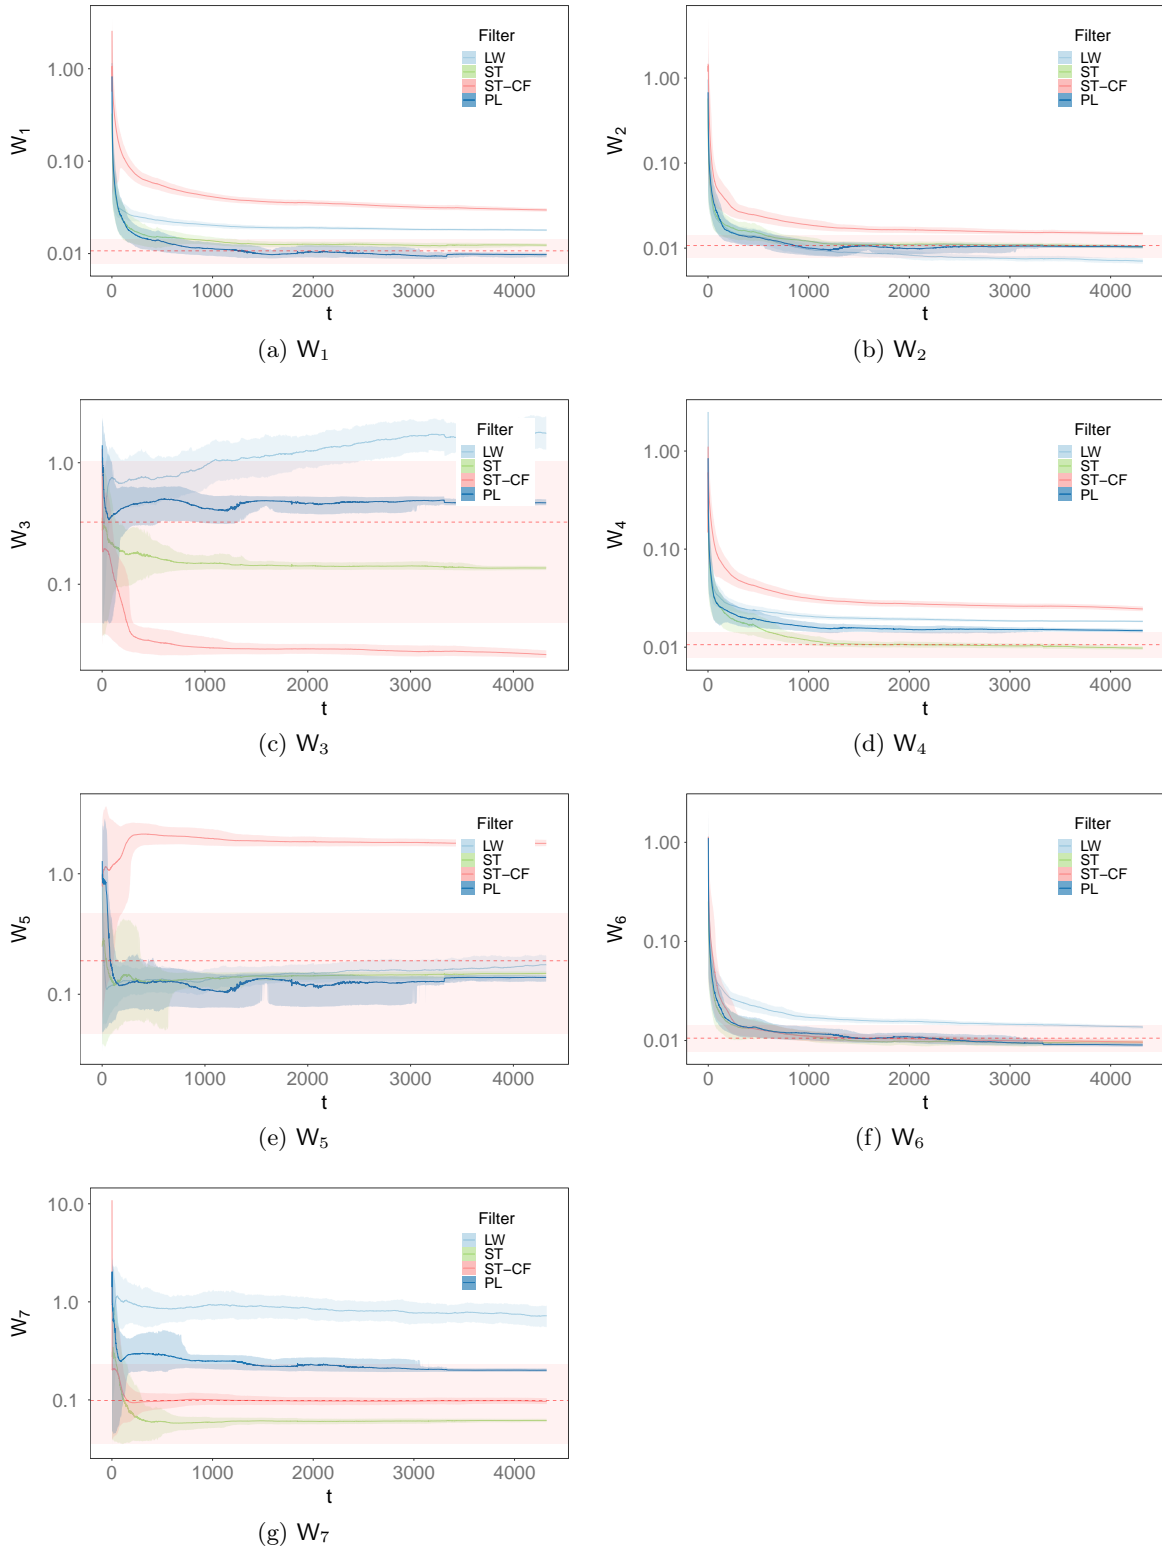 W1
1.00
0.10
0.01
0
1000
2000
3000
4000
t
Filter
LW
ST
ST−CF
PL
(a) W1
W2
1.00
0.10
0.01
0
1000
2000
3000
4000
t
Filter
LW
ST
ST−CF
PL
(b) W2
W3
1.0
0.1
0
1000
2000
3000
4000
t
Filter
LW
ST
ST−CF
PL
(c) W3
W4
1.00
0.10
0.01
0
1000
2000
3000
4000
t
Filter
LW
ST
ST−CF
PL
(d) W4
W5
1.0
0.1
0
1000
2000
3000
4000
t
Filter
LW
ST
ST−CF
PL
(e) W5
W6
1.00
0.10
0.01
0
1000
2000
3000
4000
t
Filter
LW
ST
ST−CF
PL
(f) W6
W7
10.0
1.0
0.1
0
1000
2000
3000
4000
t
Filter
LW
ST
ST−CF
PL
(g) W7